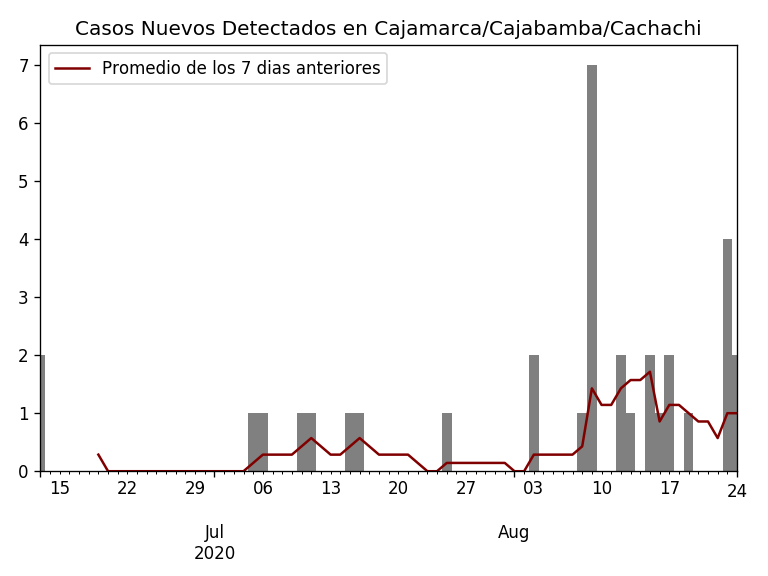 Casos Nuevos Detectados en Cajamarca/Cajabamba/Cachachi
Promedio de los 7 dias anteriores
7
6
5
4
3
2
1
0
15 22 29 06 13 20 27 03 10 17 24
Jul Aug
2020